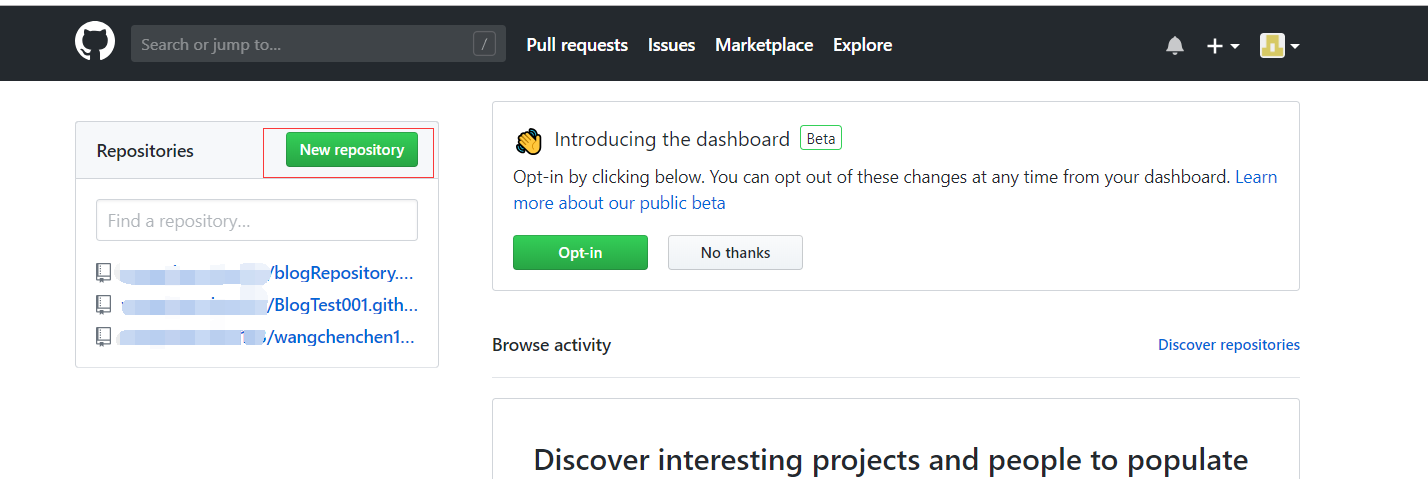 Search or jump to... /
Pull requests Issues Marketplace Explore
Repositories New repository
Find a repository...
/blogRepository....
/BlogTest001.gith...
/wangchenchen1...
Introducing the dashboard Beta
Opt-in by clicking below. You can opt out of these changes at any time from your dashboard. Learn
more about our public beta
Opt-in No thanks
Browse activity Discover repositories
Discover interesting projects and people to populate